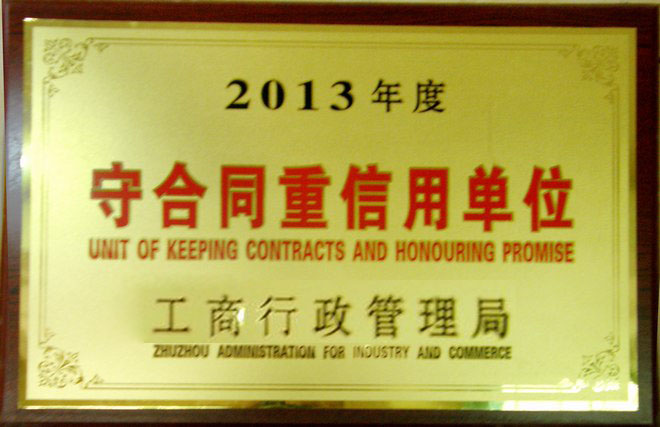 2013年度
守合同重信用单位
UNIT OF KEEPING CONTRACTS AND HONOURING PROMISE
工商行政管理局
ZHUZHOU ADMINISTRATION FOR INDUSTRY AND COMMERCE